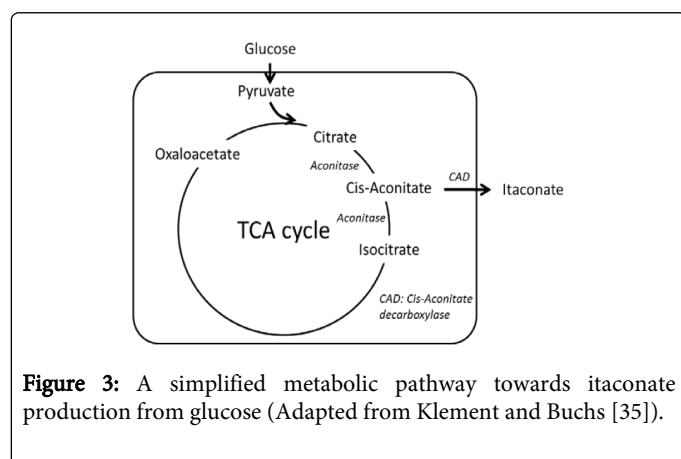 Glucose
Pyruvate
Citrate
Oxaloacetate
Aconitase
CAD
Cis-Aconitate
Itaconate
Aconitase
TCA cycle
Isocitrate
CAD: Cis-Aconitate
decarboxylase
Figure 3: A simplified metabolic pathway towards itaconate
production from glucose (Adapted from Klement and Buchs [35]).